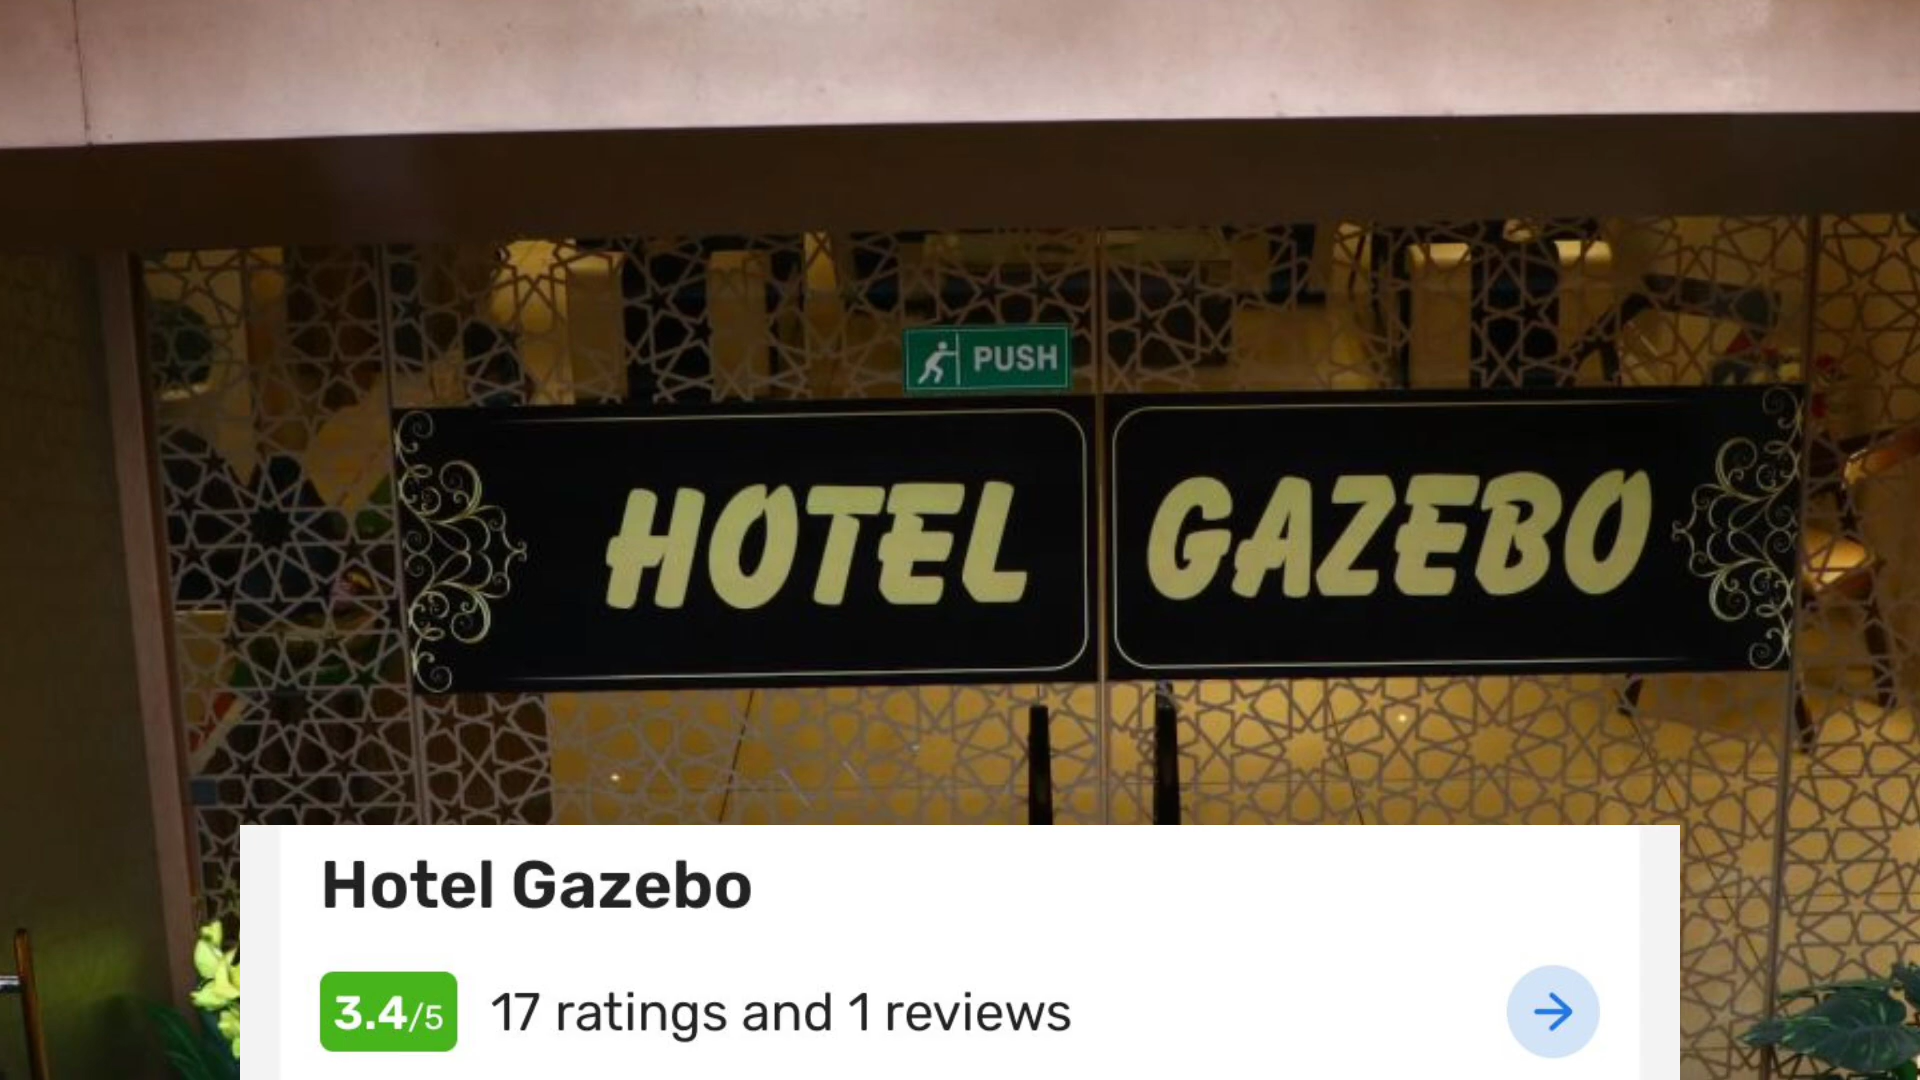 PUSH
HOTEL GAZEBO
Hotel Gazebo
3.4/5 17 ratings and 1 reviews